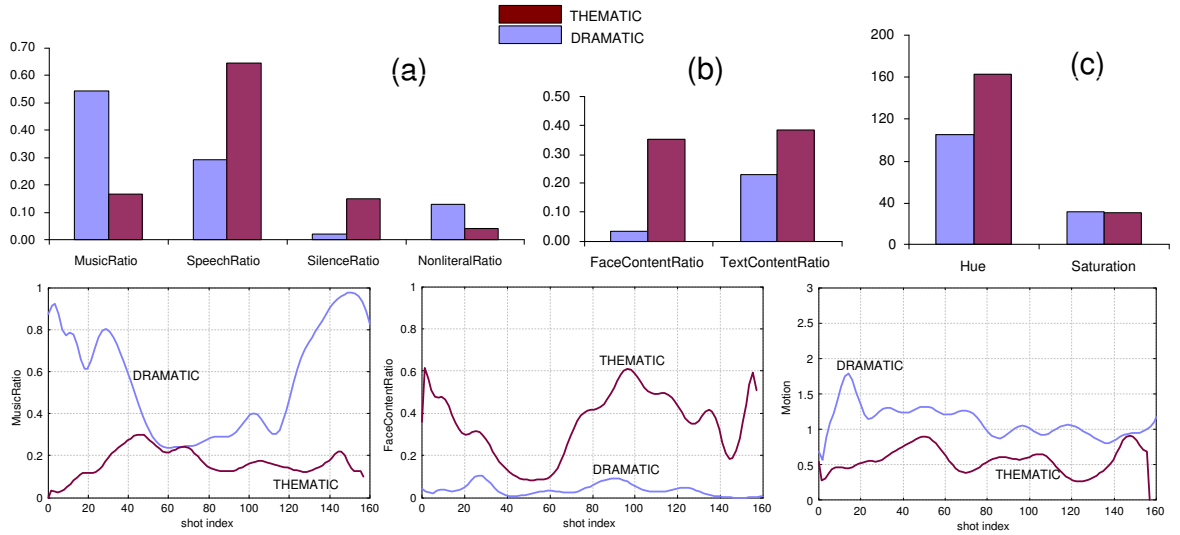 THEMATIC
DRAMATIC
(a)
0.70
0.60
0.50
0.40
0.30
0.20
0.10
0.00
MusicRatio SpeechRatio SilenceRatio NonliteralRatio
(b)
0.50
0.40
0.30
0.20
0.10
0.00
FaceContentRatio TextContentRatio
(c)
200
160
120
80
40
0
Hue Saturation
1
0.8
0.6
0.4
0.2
0
MusicRatio
DRAMATIC
THEMATIC
0 20 40 60 80 100 120 140 160
shot index
1
0.8
0.6
0.4
0.2
0
FaceContentRatio
THEMATIC
DRAMATIC
0 20 40 60 80 100 120 140 160
shot index
3
2.5
2
1.5
1
0.5
0
Motion
DRAMATIC
THEMATIC
0 20 40 60 80 100 120 140 160
shot index